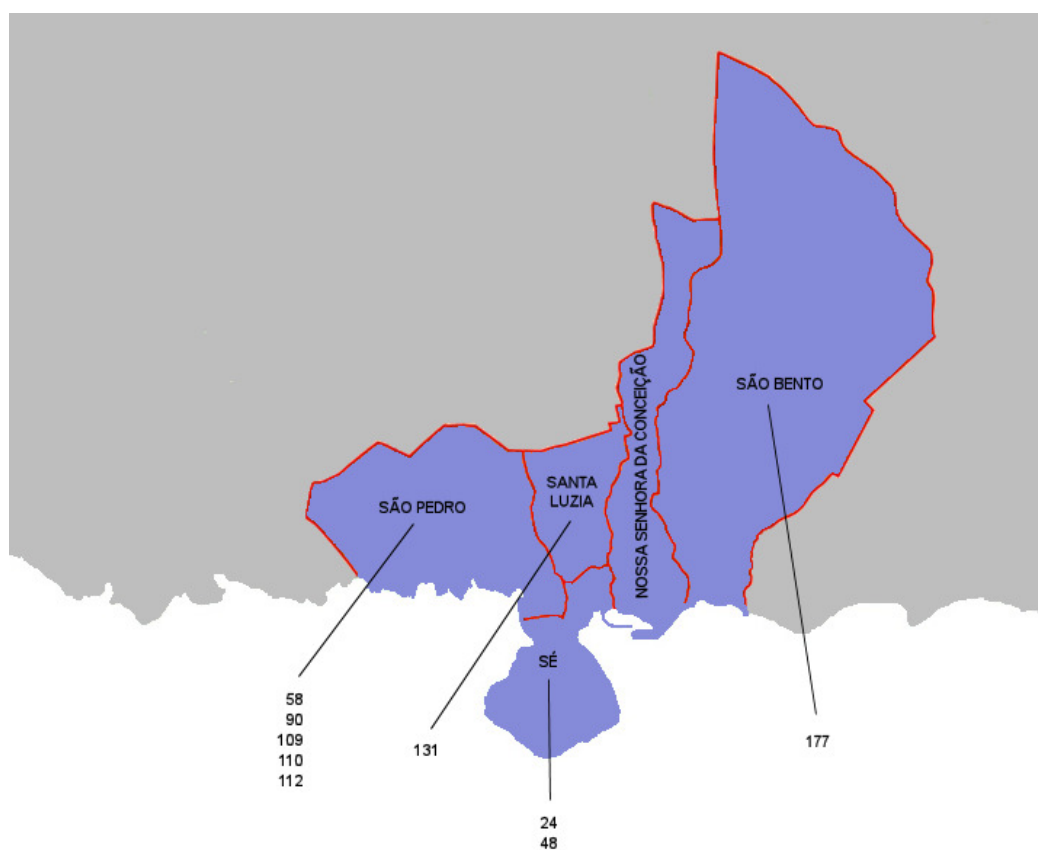 NOSSA SENHORA DA CONCEIÇÃO
SÃO BENTO
SANTA
LUZIA
SÃO PEDRO
SÉ
58
90
109
110
112
131
177
24
48